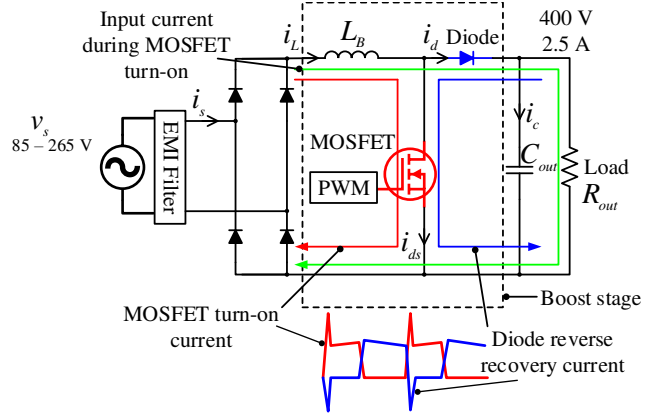 Input current
during MOSFET
turn-on
i_L
L_B
i_d
Diode
400 V
2.5 A
v_s
85 – 265 V
i_s
EMI Filter
MOSFET
PWM
i_ds
i_c
C_out
Load
R_out
MOSFET turn-on
current
Boost stage
Diode reverse
recovery current